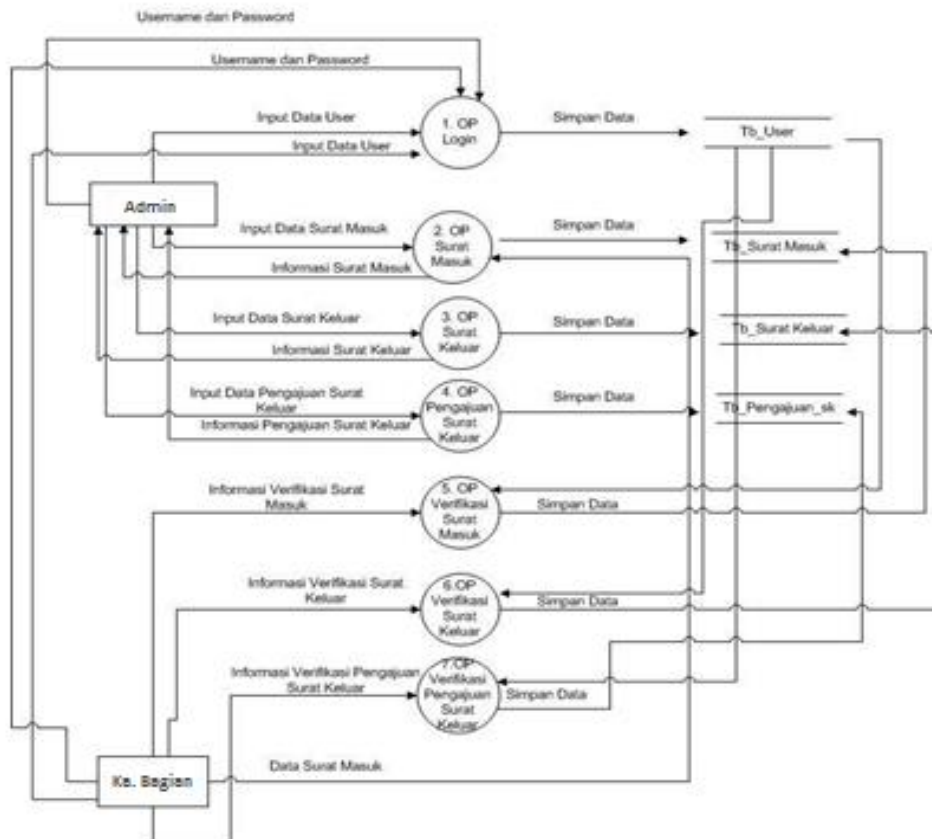 Username dan Password
Username dan Password
Input Data User
1. OP
Login
Simpan Data
Tb_User
Input Data User
Admin
Input Data Surat Masuk
2. OP
Surat
Masuk
Simpan Data
Tb_Surat Masuk
Informasi Surat Masuk
Input Data Surat Keluar
3. OP
Surat
Keluar
Simpan Data
Tb_Surat Keluar
Informasi Surat Keluar
Input Data Pengajuan Surat
Keluar
4. OP
Pengajuan
Surat
Keluar
Simpan Data
Tb_Pengajuan_sk
Informasi Pengajuan Surat Keluar
Informasi Verifikasi Surat
Masuk
5. OP
Verifikasi
Surat
Masuk
Simpan Data
Informasi Verifikasi Surat
Keluar
6.OP
Verifikasi
Surat
Keluar
Simpan Data
Informasi Verifikasi Pengajuan
Surat Keluar
7.OP
Verifikasi
Pengajuan
Surat
Keluar
Simpan Data
Ka. Bagian
Data Surat Masuk